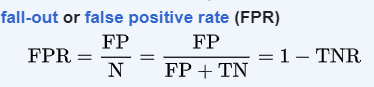 fall-out or false positive rate (FPR)
FPR = FP / N = FP / (FP + TN) = 1 − TNR